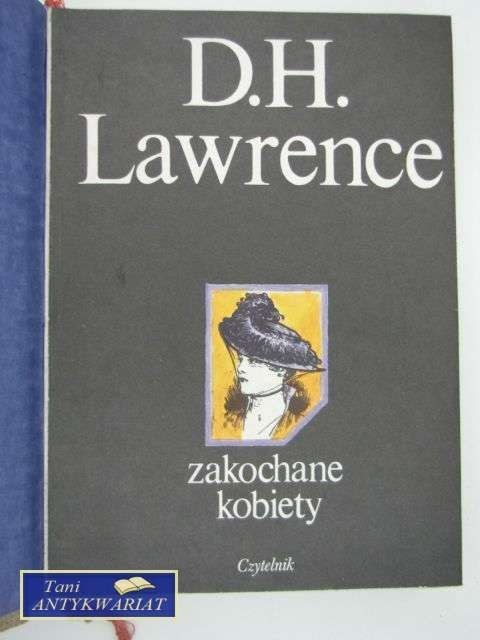 D.H.
Lawrence
zakochane
kobiety
Czytelnik
Tani
ANTYKWARIAT